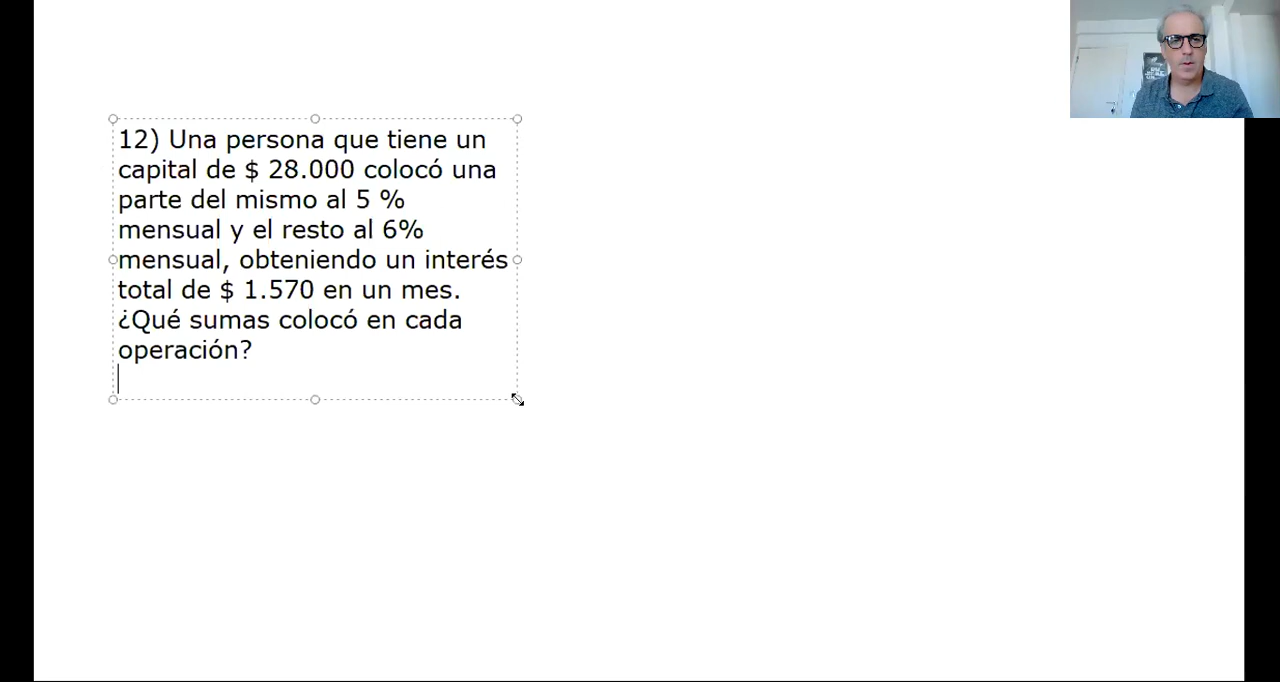 12) Una persona que tiene un
capital de $ 28.000 colocó una
parte del mismo al 5 %
mensual y el resto al 6%
mensual, obteniendo un interés
total de $ 1.570 en un mes.
¿Qué sumas colocó en cada
operación?